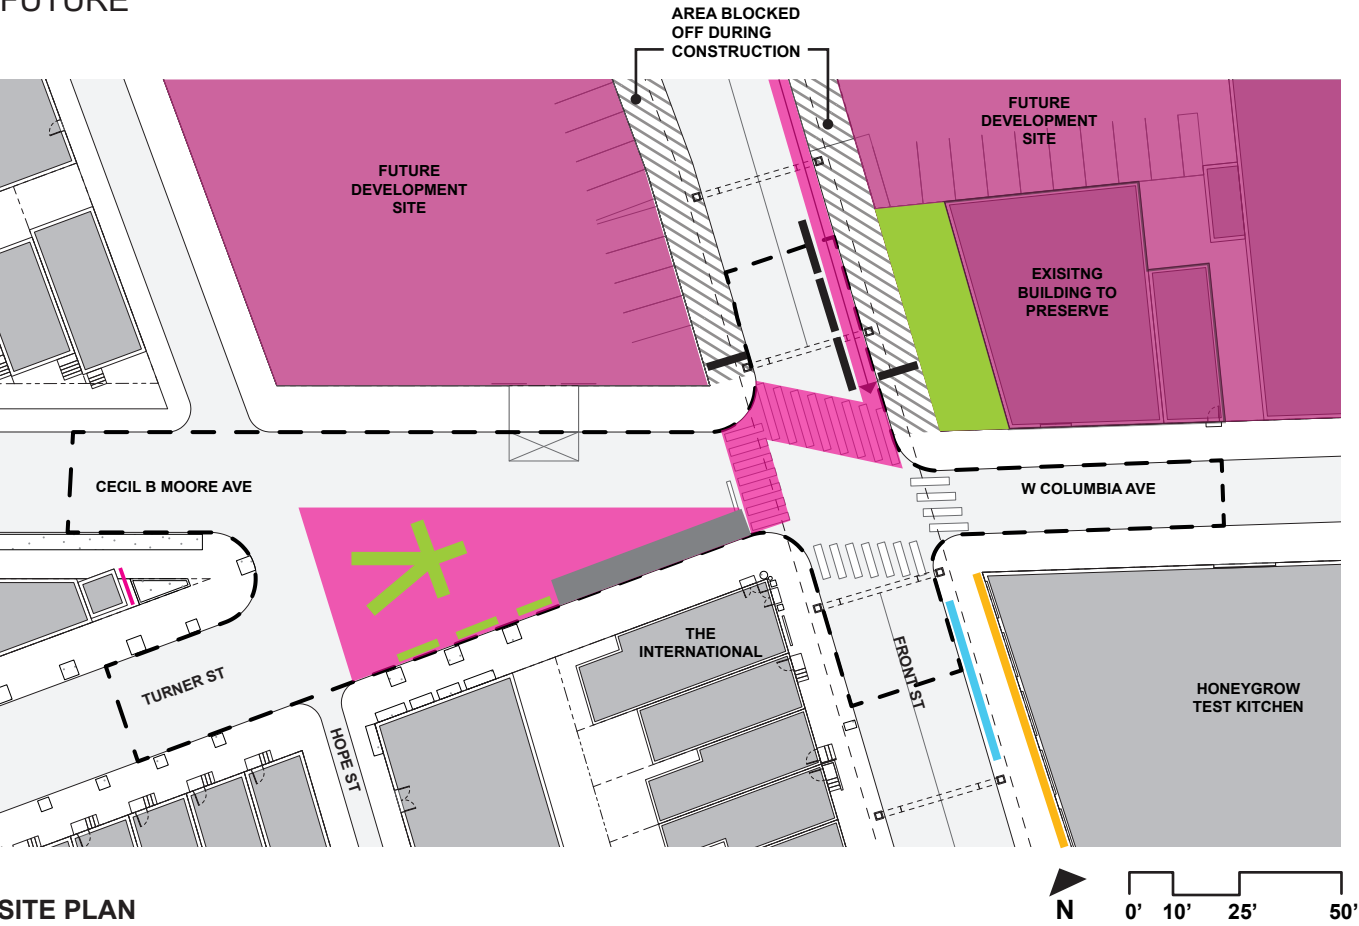 FUTURE
AREA BLOCKED
OFF DURING
CONSTRUCTION
FUTURE
DEVELOPMENT
SITE
FUTURE
DEVELOPMENT
SITE
EXISITNG
BUILDING TO
PRESERVE
CECIL B MOORE AVE
W COLUMBIA AVE
THE
INTERNATIONAL
FRONT ST
TURNER ST
HOPE ST
HONEYGROW
TEST KITCHEN
SITE PLAN
N
0' 10' 25' 50'